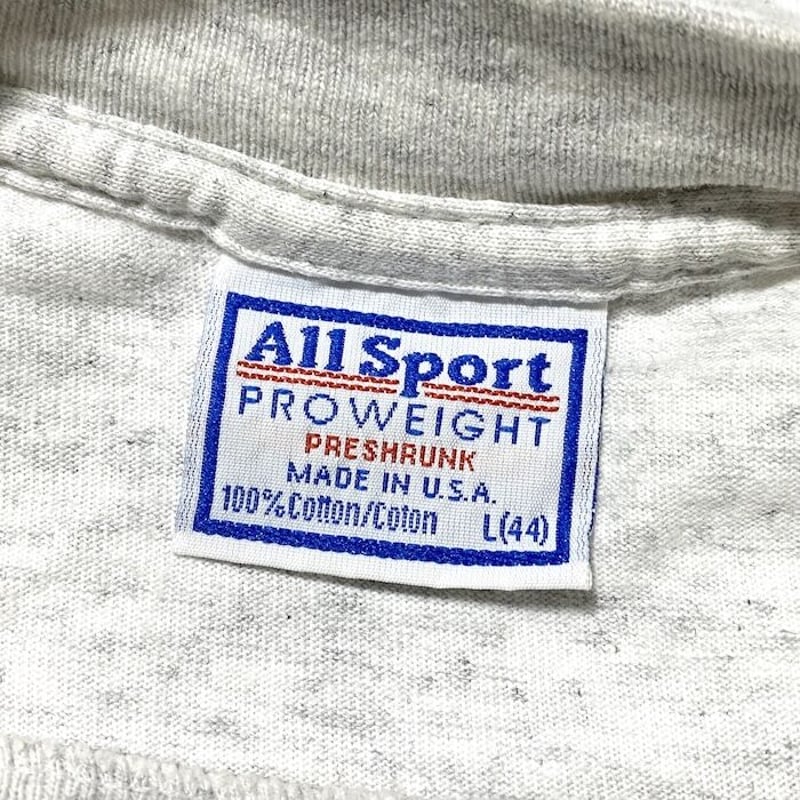 All Sport
PROWEIGHT
PRESHRUNK
MADE IN U.S.A.
100% Cotton/Coton L(44)